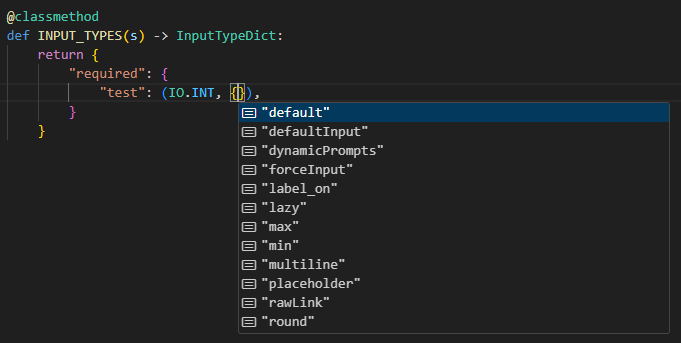 @classmethod
def INPUT_TYPES(s) -> InputTypeDict:
    return {
        "required": {
            "test": (IO.INT, {}),
        }
    }
"default"
"defaultInput"
"dynamicPrompts"
"forceInput"
"label_on"
"lazy"
"max"
"min"
"multiline"
"placeholder"
"rawLink"
"round"